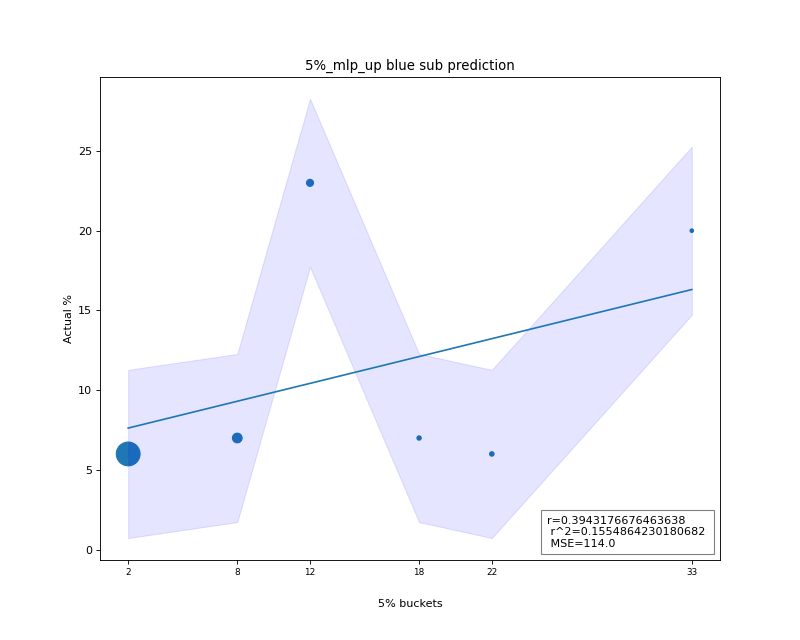 5%_mlp_up blue sub prediction
Actual %
25
20
15
10
5
0
2 8 12 18 22 33
5% buckets
r=0.3943176676463638
r^2=0.1554864230180682
MSE=114.0